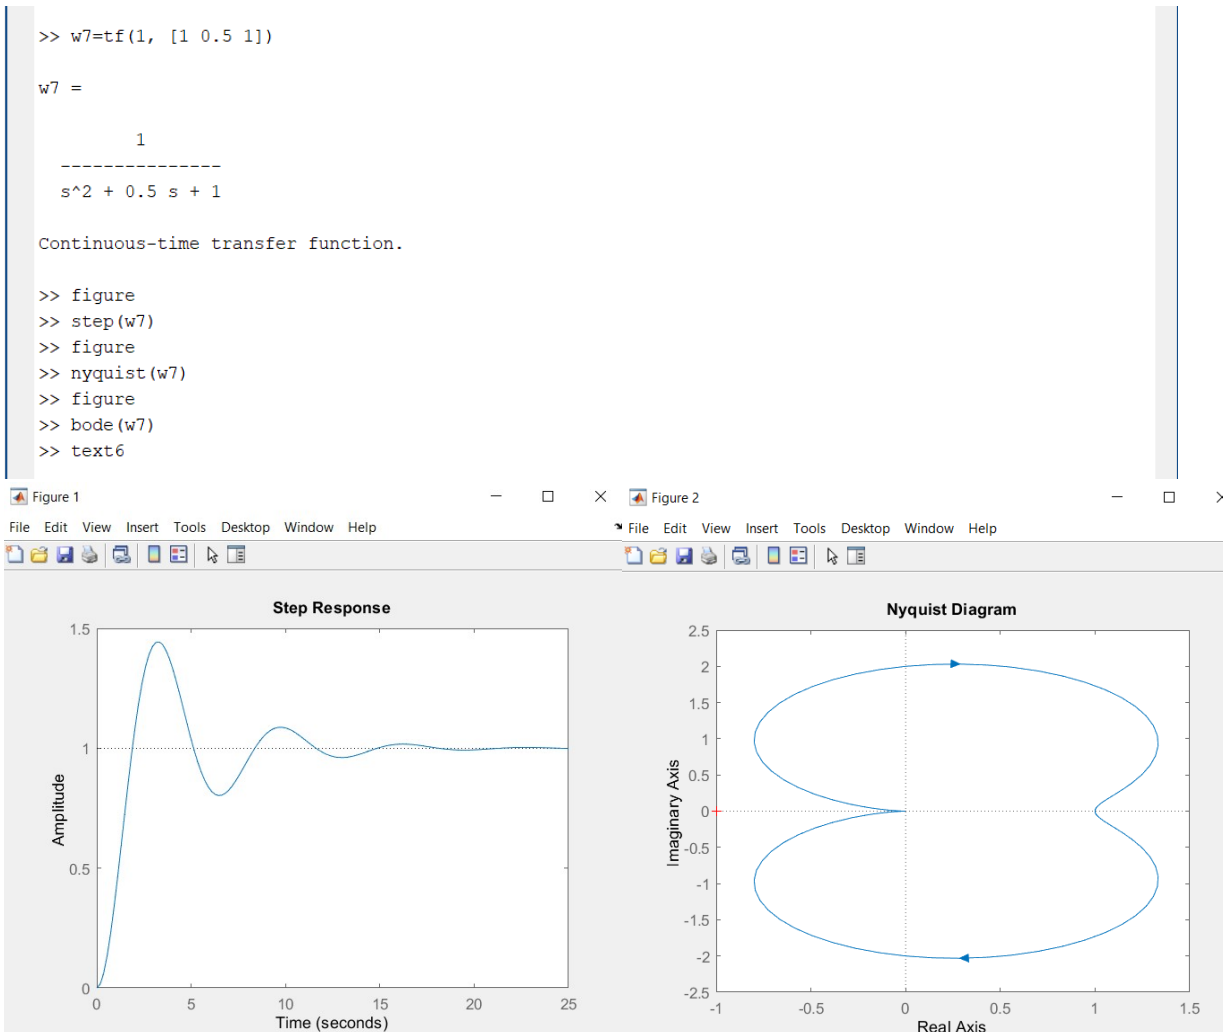 >> w7=tf(1, [1 0.5 1])
w7 =
1
---------------
s^2 + 0.5 s + 1
Continuous-time transfer function.
>> figure
>> step(w7)
>> figure
>> nyquist(w7)
>> figure
>> bode(w7)
>> text6
Figure 1
File Edit View Insert Tools Desktop Window Help
Step Response
1.5
1
0.5
0
Amplitude
0 5 10 15 20 25
Time (seconds)
Figure 2
File Edit View Insert Tools Desktop Window Help
Nyquist Diagram
2.5
2
1.5
1
0.5
0
-0.5
-1
-1.5
-2
-2.5
Imaginary Axis
-1 -0.5 0 0.5 1 1.5
Real Axis